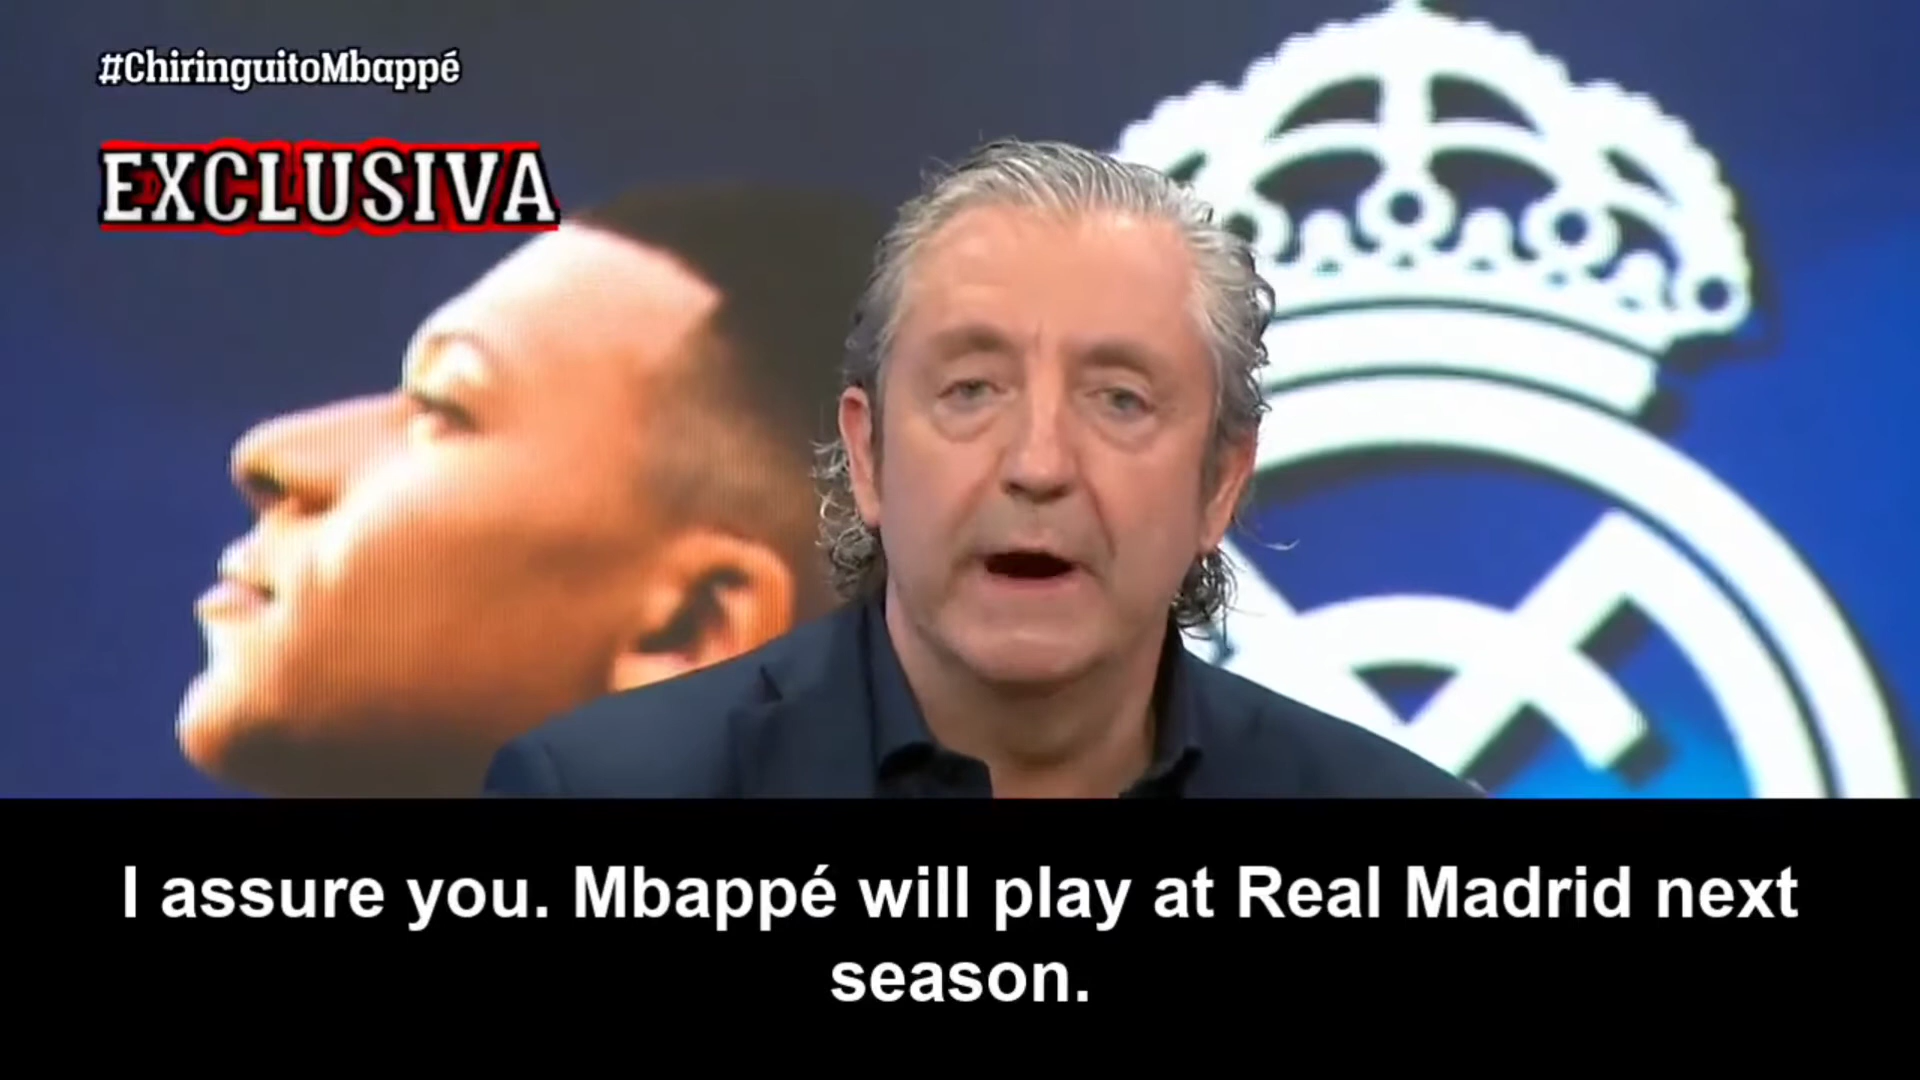 #ChiringuitoMbappé
EXCLUSIVA
I assure you. Mbappé will play at Real Madrid next
season.